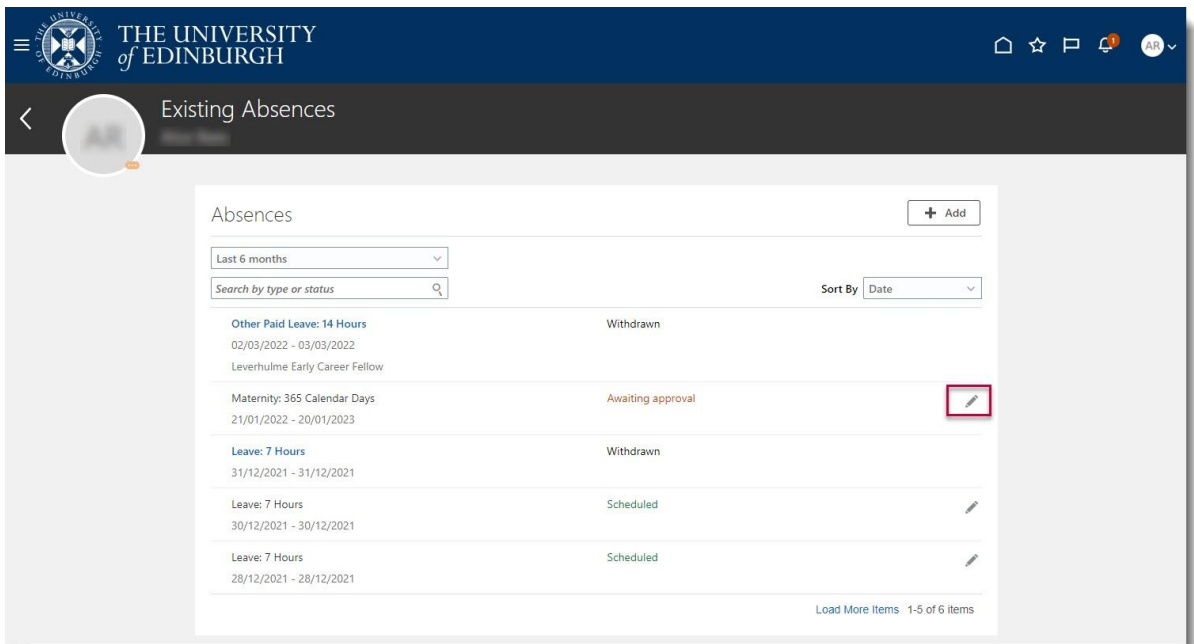 THE UNIVERSITY
of EDINBURGH
1
AR
Existing Absences
Absences
Add
Last 6 months
Search by type or status
Sort By Date
Other Paid Leave: 14 Hours Withdrawn
02/03/2022 - 03/03/2022
Leverhulme Early Career Fellow
Maternity: 365 Calendar Days Awaiting approval
21/01/2022 - 20/01/2023
Leave: 7 Hours Withdrawn
31/12/2021 - 31/12/2021
Leave: 7 Hours Scheduled
30/12/2021 - 30/12/2021
Leave: 7 Hours Scheduled
28/12/2021 - 28/12/2021
Load More Items 1-5 of 6 items